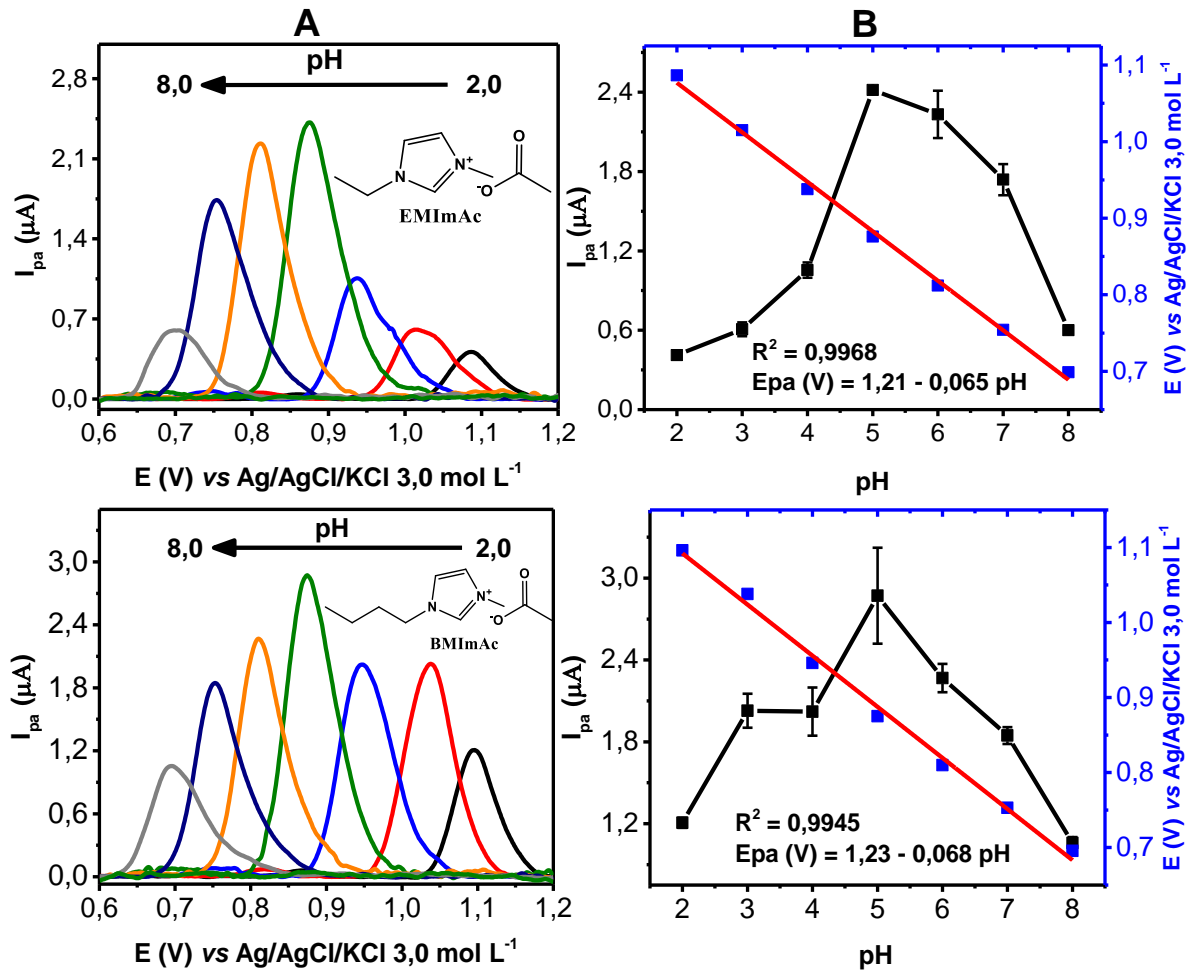 A
B
pH
8,0
2,0
N
N⁺
⁻O
O
EMImAc
2,8
2,1
1,4
0,7
0,0
Iₚₐ (μA)
0,6 0,7 0,8 0,9 1,0 1,1 1,2
E (V) vs Ag/AgCl/KCl 3,0 mol L⁻¹
2,4
1,8
1,2
0,6
0,0
Iₚₐ (μA)
1,1
1,0
0,9
0,8
0,7
E (V) vs Ag/AgCl/KCl 3,0 mol L⁻¹
R² = 0,9968
Epa (V) = 1,21 - 0,065 pH
2 3 4 5 6 7 8
pH
pH
8,0
2,0
N
N⁺
⁻O
O
BMImAc
3,0
2,4
1,8
1,2
0,6
0,0
Iₚₐ (μA)
0,6 0,7 0,8 0,9 1,0 1,1 1,2
E (V) vs Ag/AgCl/KCl 3,0 mol L⁻¹
3,0
2,4
1,8
1,2
Iₚₐ (μA)
1,1
1,0
0,9
0,8
0,7
E (V) vs Ag/AgCl/KCl 3,0 mol L⁻¹
R² = 0,9945
Epa (V) = 1,23 - 0,068 pH
2 3 4 5 6 7 8
pH